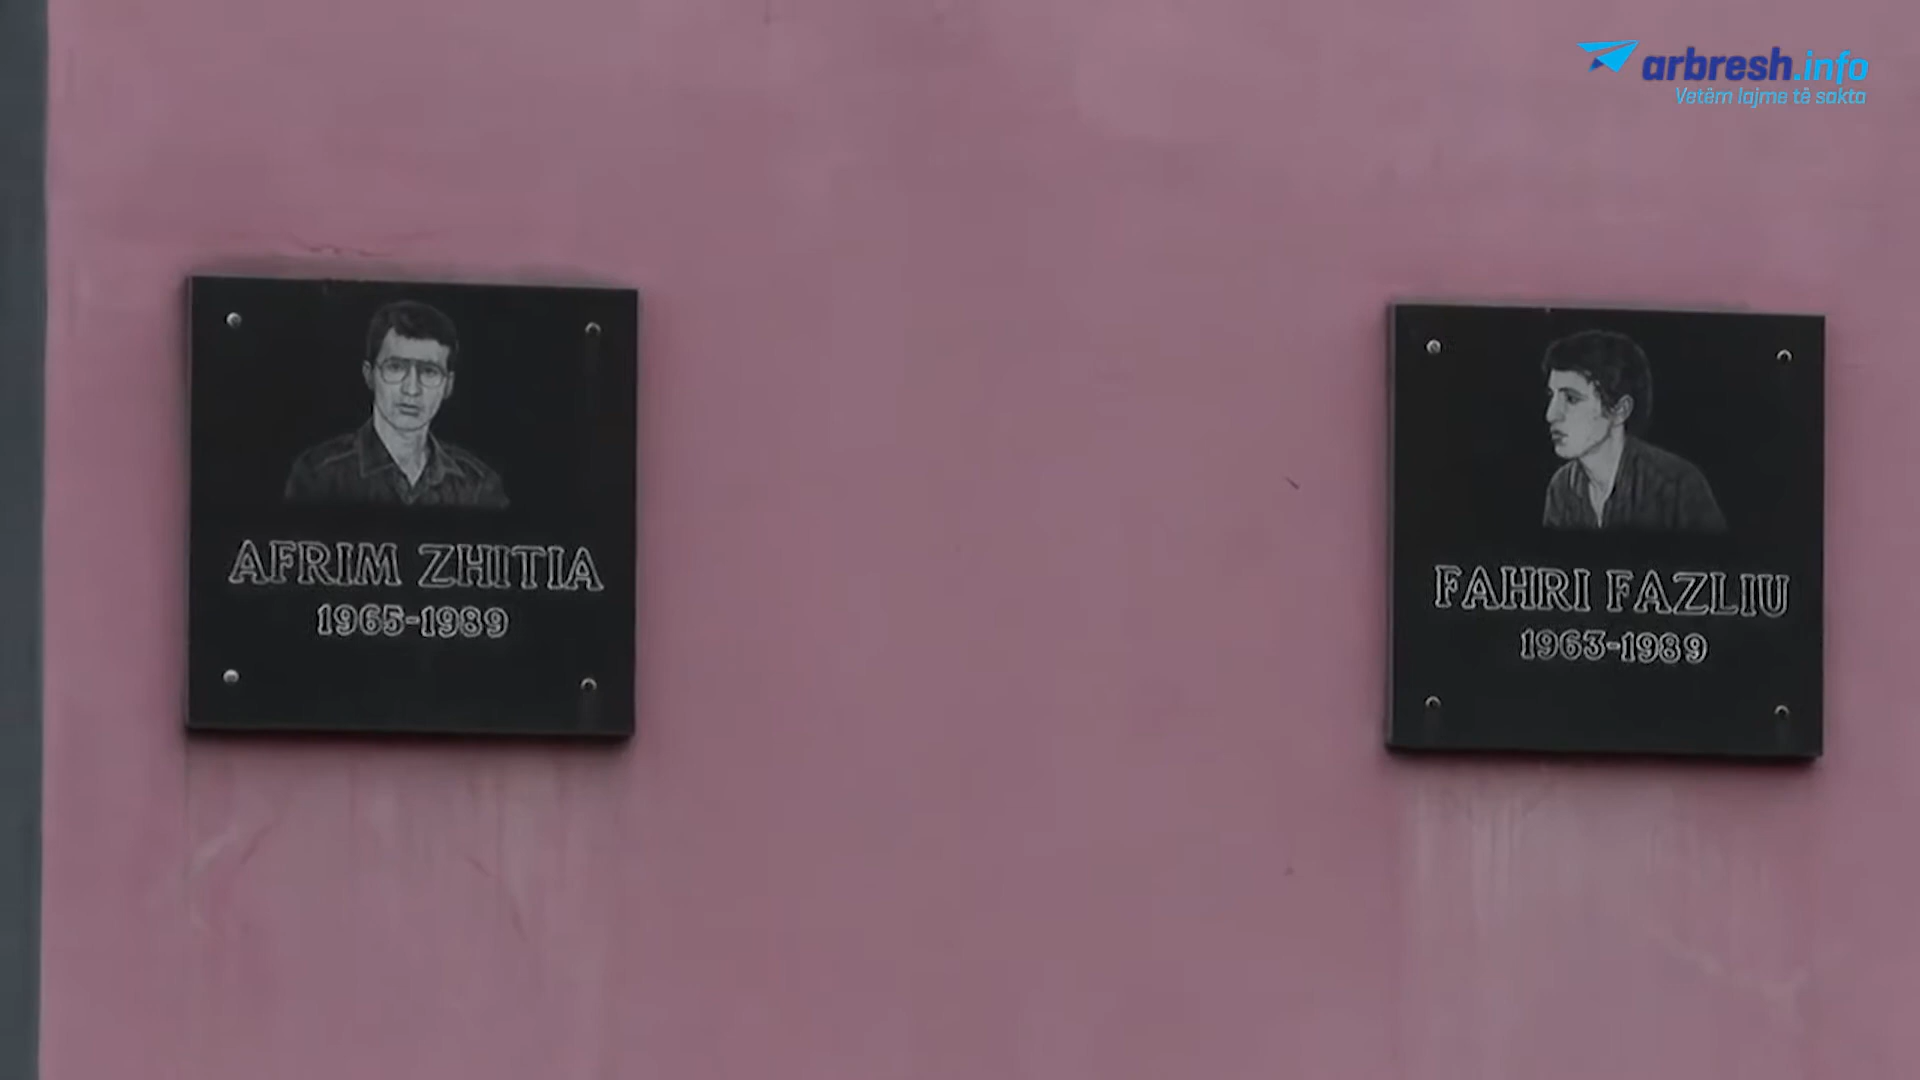 arbresh.info
Vetëm lajme të sakta
AFRIM ZHITIA
1965-1989
FAHRI FAZLIU
1963-1989